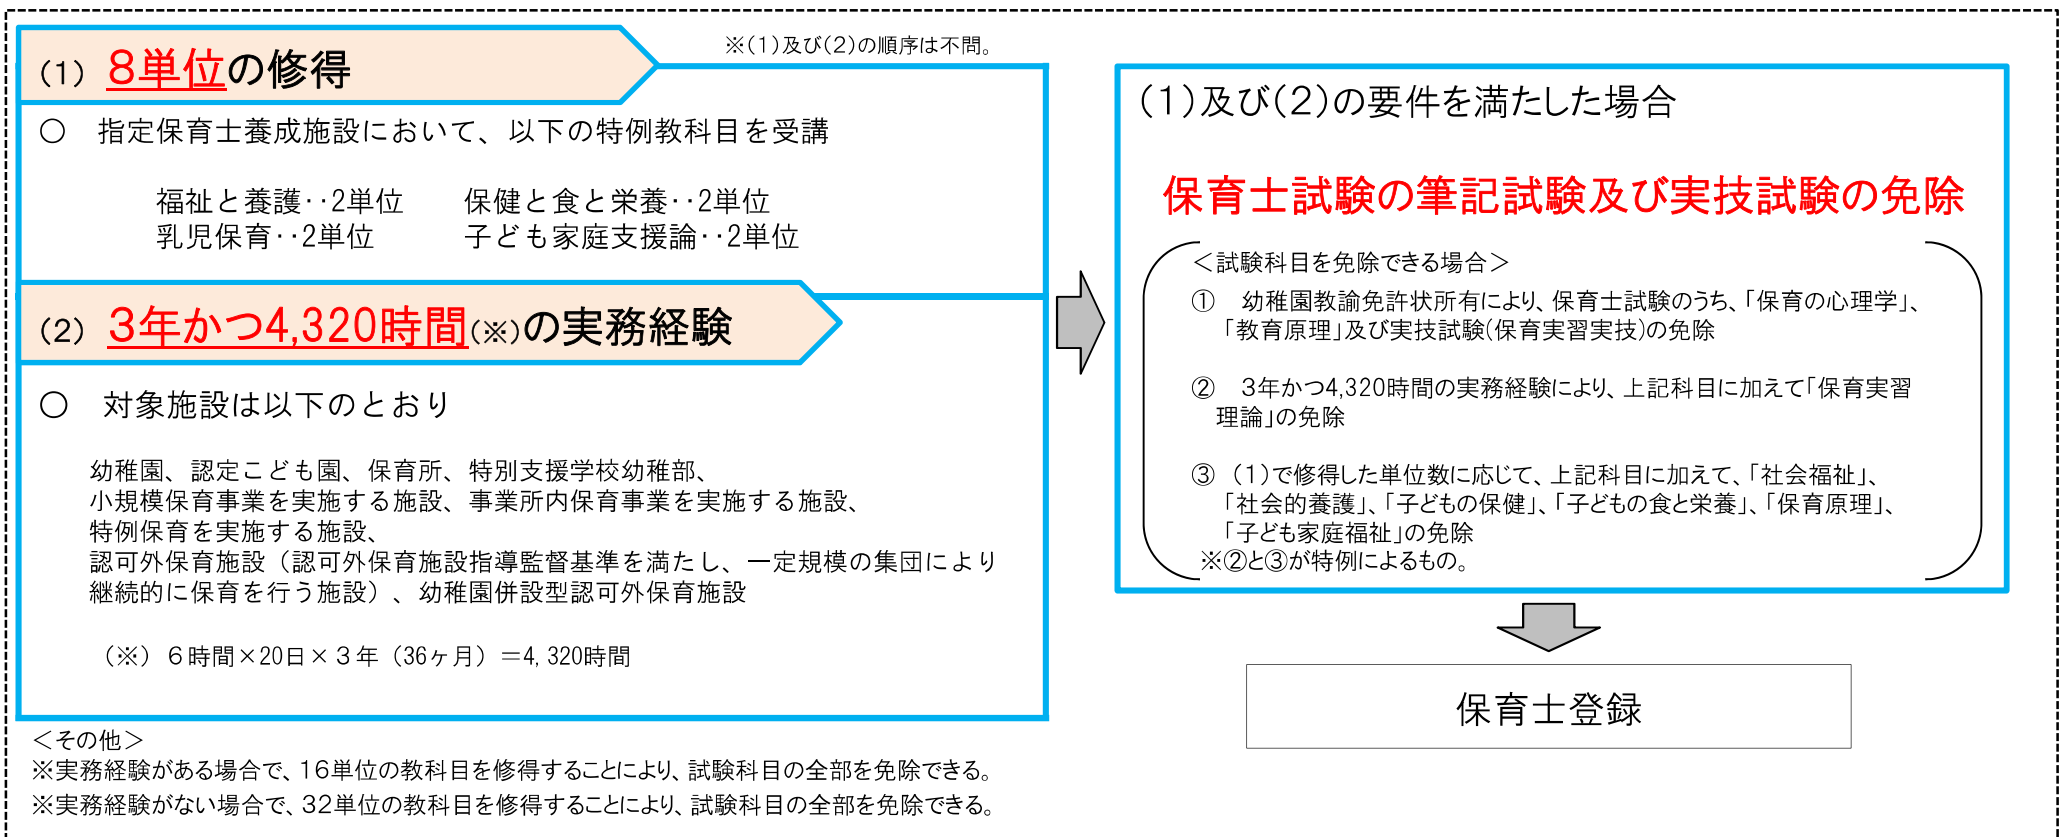 ※(1)及び(2)の順序は不問。
(1) 8単位の修得
○ 指定保育士養成施設において、以下の特例教科目を受講
福祉と養護‥2単位 保健と食と栄養‥2単位
乳児保育‥2単位 子ども家庭支援論‥2単位
(2) 3年かつ4,320時間(※)の実務経験
○ 対象施設は以下のとおり
幼稚園、認定こども園、保育所、特別支援学校幼稚部、
小規模保育事業を実施する施設、事業所内保育事業を実施する施設、
特例保育を実施する施設、
認可外保育施設（認可外保育施設指導監督基準を満たし、一定規模の集団により
継続的に保育を行う施設）、幼稚園併設型認可外保育施設
（※）６時間×20日×３年（36ヶ月）＝4,320時間
＜その他＞
※実務経験がある場合で、16単位の教科目を修得することにより、試験科目の全部を免除できる。
※実務経験がない場合で、32単位の教科目を修得することにより、試験科目の全部を免除できる。
(1)及び(2)の要件を満たした場合
保育士試験の筆記試験及び実技試験の免除
＜試験科目を免除できる場合＞
① 幼稚園教諭免許状所有により、保育士試験のうち、「保育の心理学」、
「教育原理」及び実技試験(保育実習実技)の免除
② 3年かつ4,320時間の実務経験により、上記科目に加えて「保育実習
理論」の免除
③ (1)で修得した単位数に応じて、上記科目に加えて、「社会福祉」、
「社会的養護」、「子どもの保健」、「子どもの食と栄養」、「保育原理」、
「子ども家庭福祉」の免除
※②と③が特例によるもの。
保育士登録